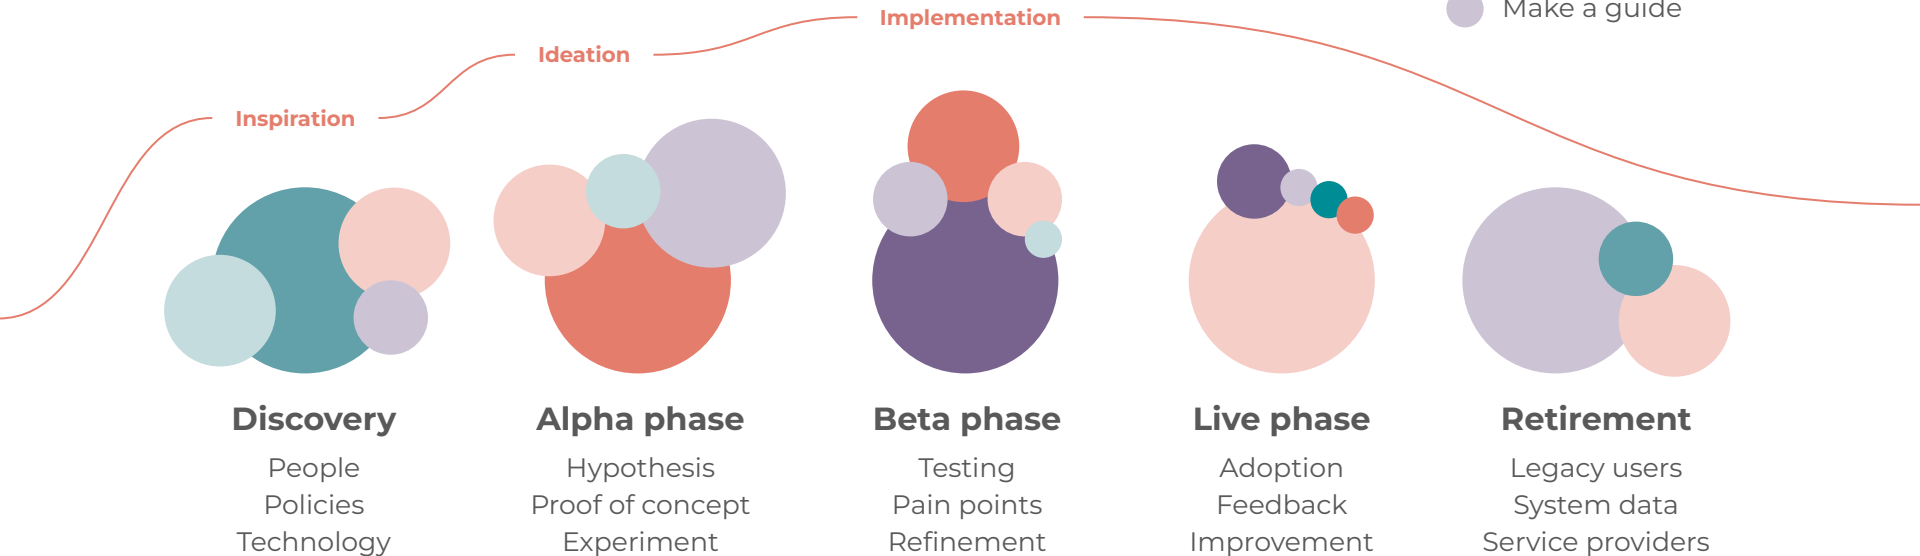 Make a guide
Implementation
Ideation
Inspiration
Discovery
People
Policies
Technology
Alpha phase
Hypothesis
Proof of concept
Experiment
Beta phase
Testing
Pain points
Refinement
Live phase
Adoption
Feedback
Improvement
Retirement
Legacy users
System data
Service providers